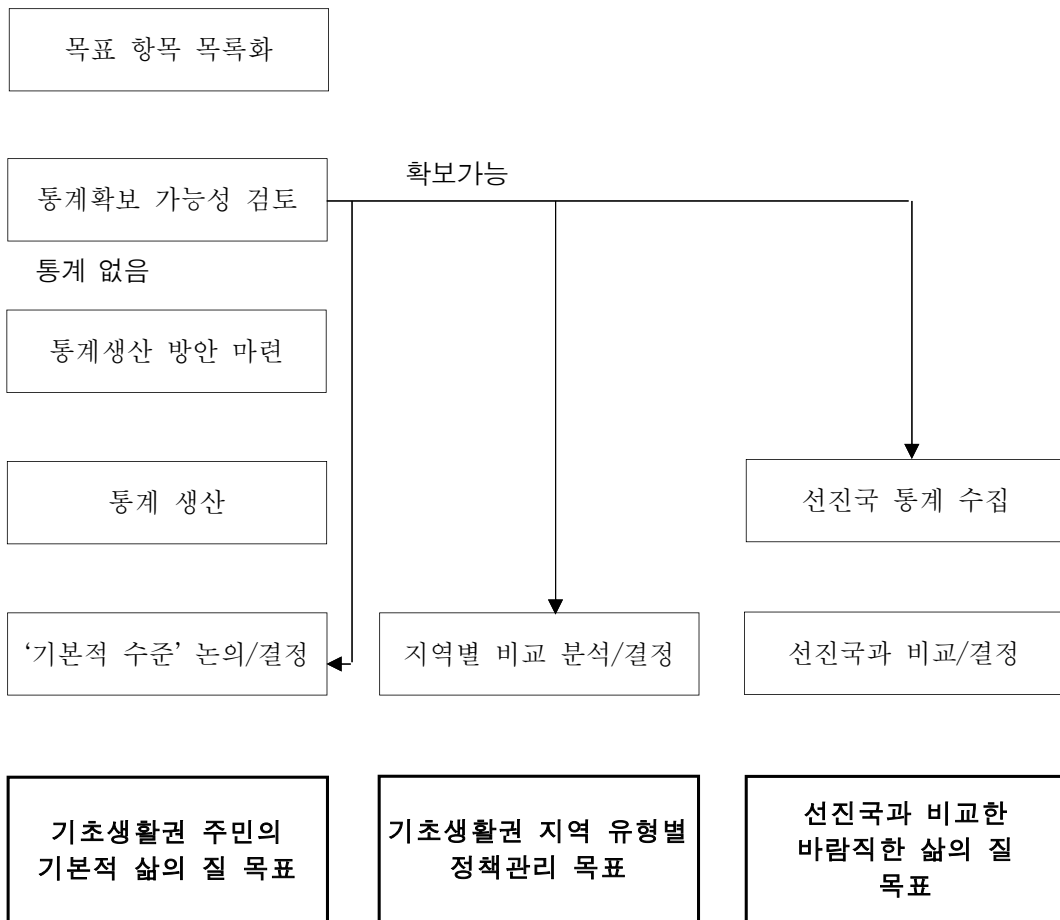 목표 항목 목록화
통계확보 가능성 검토
확보가능
통계 없음
통계생산 방안 마련
통계 생산
선진국 통계 수집
‘기본적 수준’ 논의/결정
지역별 비교 분석/결정
선진국과 비교/결정
기초생활권 주민의
기본적 삶의 질 목표
기초생활권 지역 유형별
정책관리 목표
선진국과 비교한
바람직한 삶의 질
목표